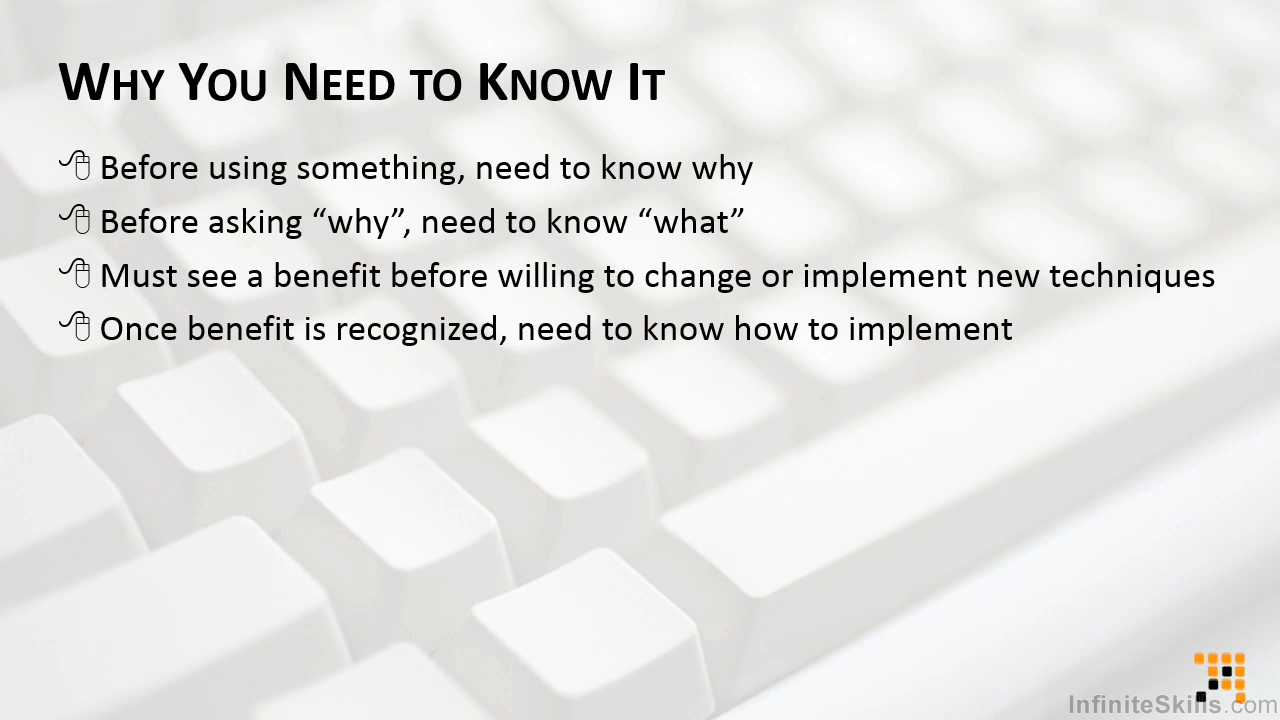 WHY YOU NEED TO KNOW IT
Before using something, need to know why
Before asking “why”, need to know “what”
Must see a benefit before willing to change or implement new techniques
Once benefit is recognized, need to know how to implement
InfiniteSkills.com